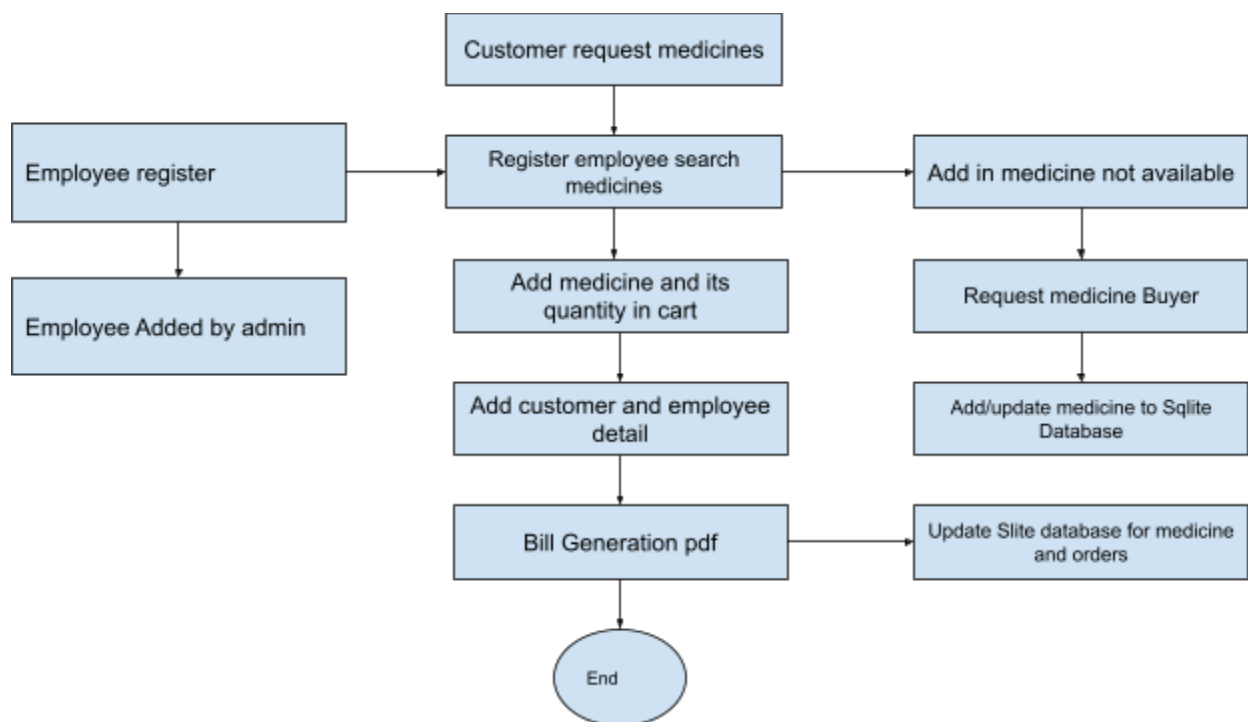 Customer request medicines
Employee register
Register employee search
medicines
Add in medicine not available
Employee Added by admin
Add medicine and its
quantity in cart
Request medicine Buyer
Add customer and employee
detail
Add/update medicine to Sqlite
Database
Bill Generation pdf
Update Slite database for medicine
and orders
End